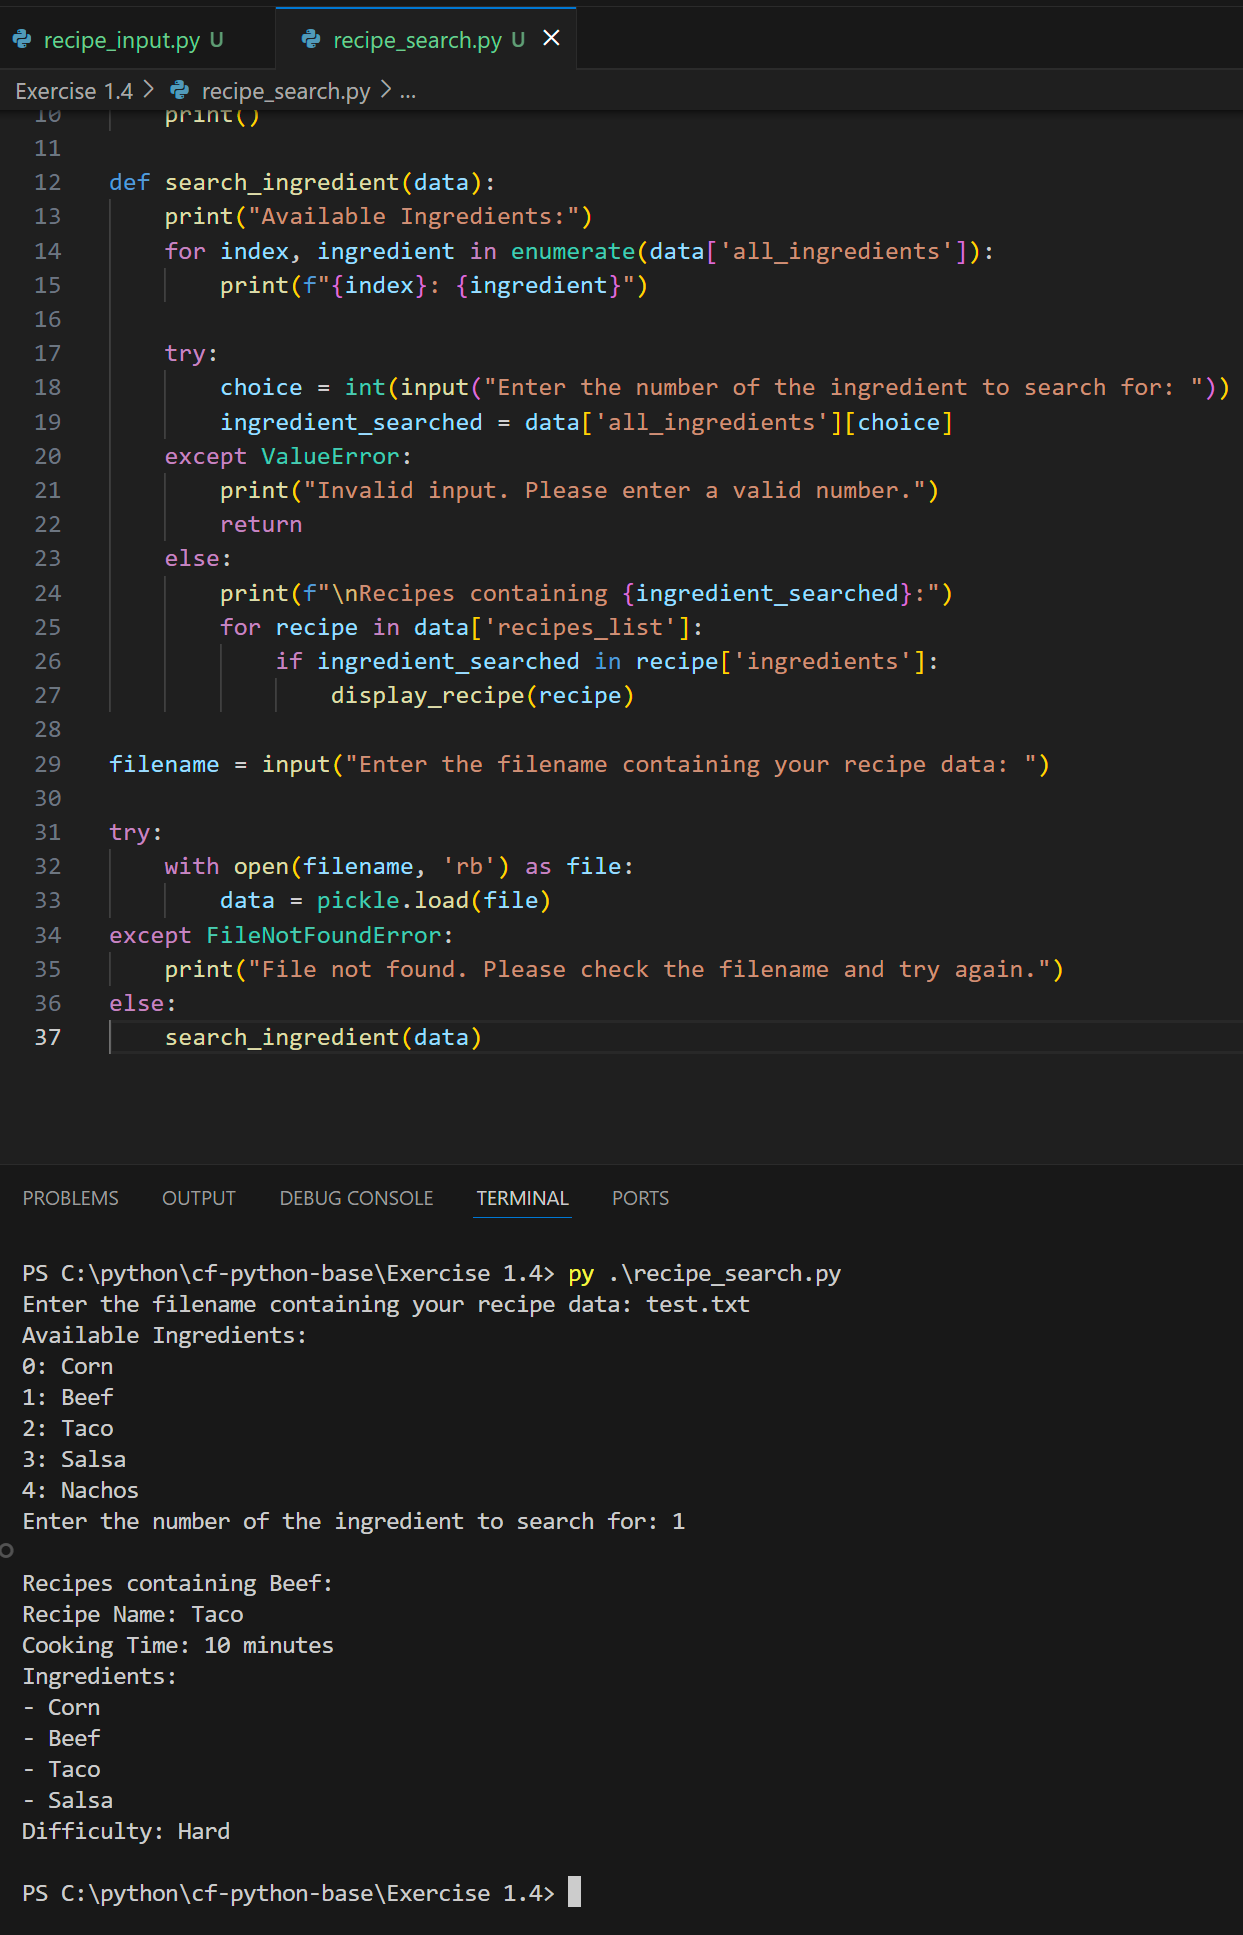 recipe_input.py U
recipe_search.py U
Exercise 1.4 > recipe_search.py > ...
10     print()
11
12 def search_ingredient(data):
13     print("Available Ingredients:")
14     for index, ingredient in enumerate(data['all_ingredients']):
15         print(f"{index}: {ingredient}")
16
17     try:
18         choice = int(input("Enter the number of the ingredient to search for: "))
19         ingredient_searched = data['all_ingredients'][choice]
20     except ValueError:
21         print("Invalid input. Please enter a valid number.")
22         return
23     else:
24         print(f"\nRecipes containing {ingredient_searched}:")
25         for recipe in data['recipes_list']:
26             if ingredient_searched in recipe['ingredients']:
27                 display_recipe(recipe)
28
29 filename = input("Enter the filename containing your recipe data: ")
30
31 try:
32     with open(filename, 'rb') as file:
33         data = pickle.load(file)
34 except FileNotFoundError:
35     print("File not found. Please check the filename and try again.")
36 else:
37     search_ingredient(data)
PROBLEMS OUTPUT DEBUG CONSOLE TERMINAL PORTS
PS C:\python\cf-python-base\Exercise 1.4> py .\recipe_search.py
Enter the filename containing your recipe data: test.txt
Available Ingredients:
0: Corn
1: Beef
2: Taco
3: Salsa
4: Nachos
Enter the number of the ingredient to search for: 1
Recipes containing Beef:
Recipe Name: Taco
Cooking Time: 10 minutes
Ingredients:
- Corn
- Beef
- Taco
- Salsa
Difficulty: Hard
PS C:\python\cf-python-base\Exercise 1.4>